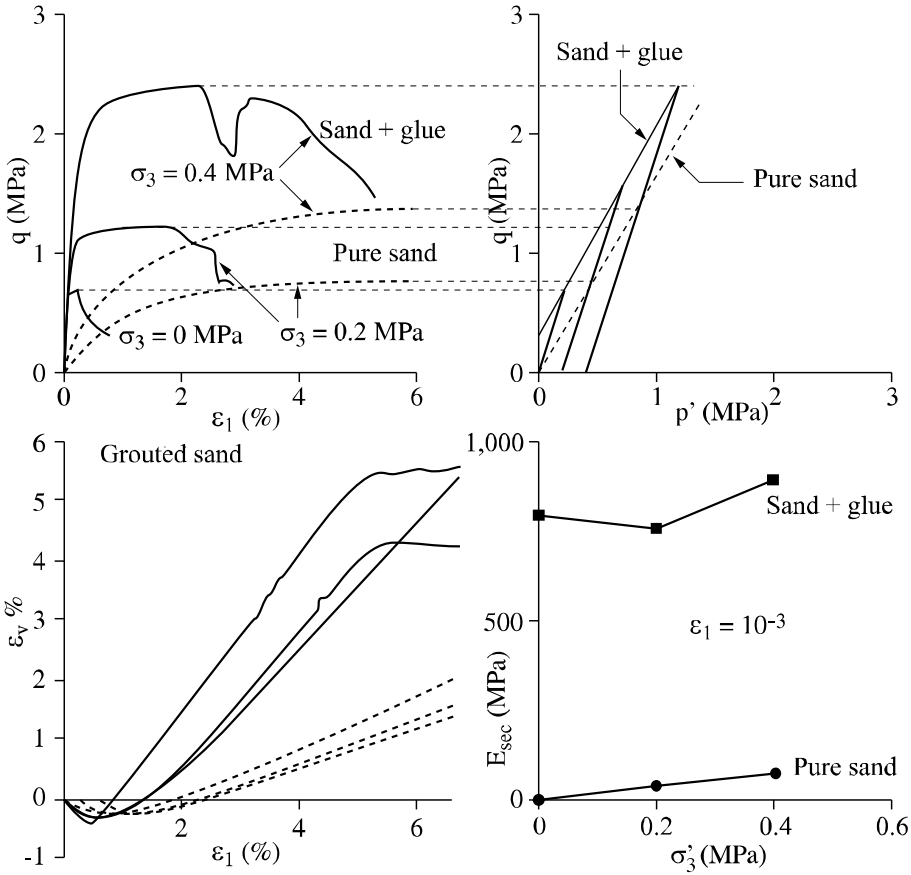 3
2
1
0
q (MPa)
Sand + glue
σ3 = 0.4 MPa
Pure sand
σ3 = 0 MPa
σ3 = 0.2 MPa
0
2
4
6
ε1 (%)
3
2
1
0
q (MPa)
Sand + glue
Pure sand
0
1
2
3
p’ (MPa)
6
5
4
3
2
1
0
-1
εv %
Grouted sand
2
4
6
ε1 (%)
1,000
500
0
Esec (MPa)
Sand + glue
ε1 = 10-3
Pure sand
0
0.2
0.4
0.6
σ3’ (MPa)